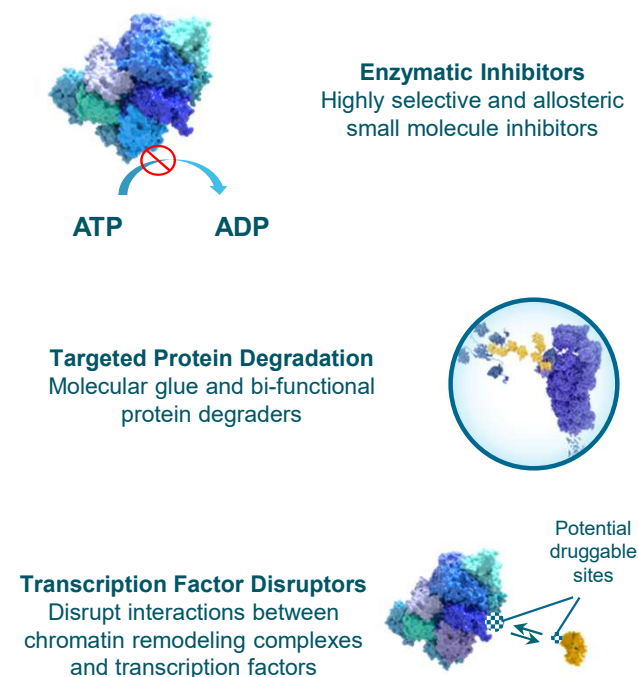 Enzymatic Inhibitors
Highly selective and allosteric
small molecule inhibitors
ATP
ADP
Targeted Protein Degradation
Molecular glue and bi-functional
protein degraders
Potential
druggable
sites
Transcription Factor Disruptors
Disrupt interactions between
chromatin remodeling complexes
and transcription factors